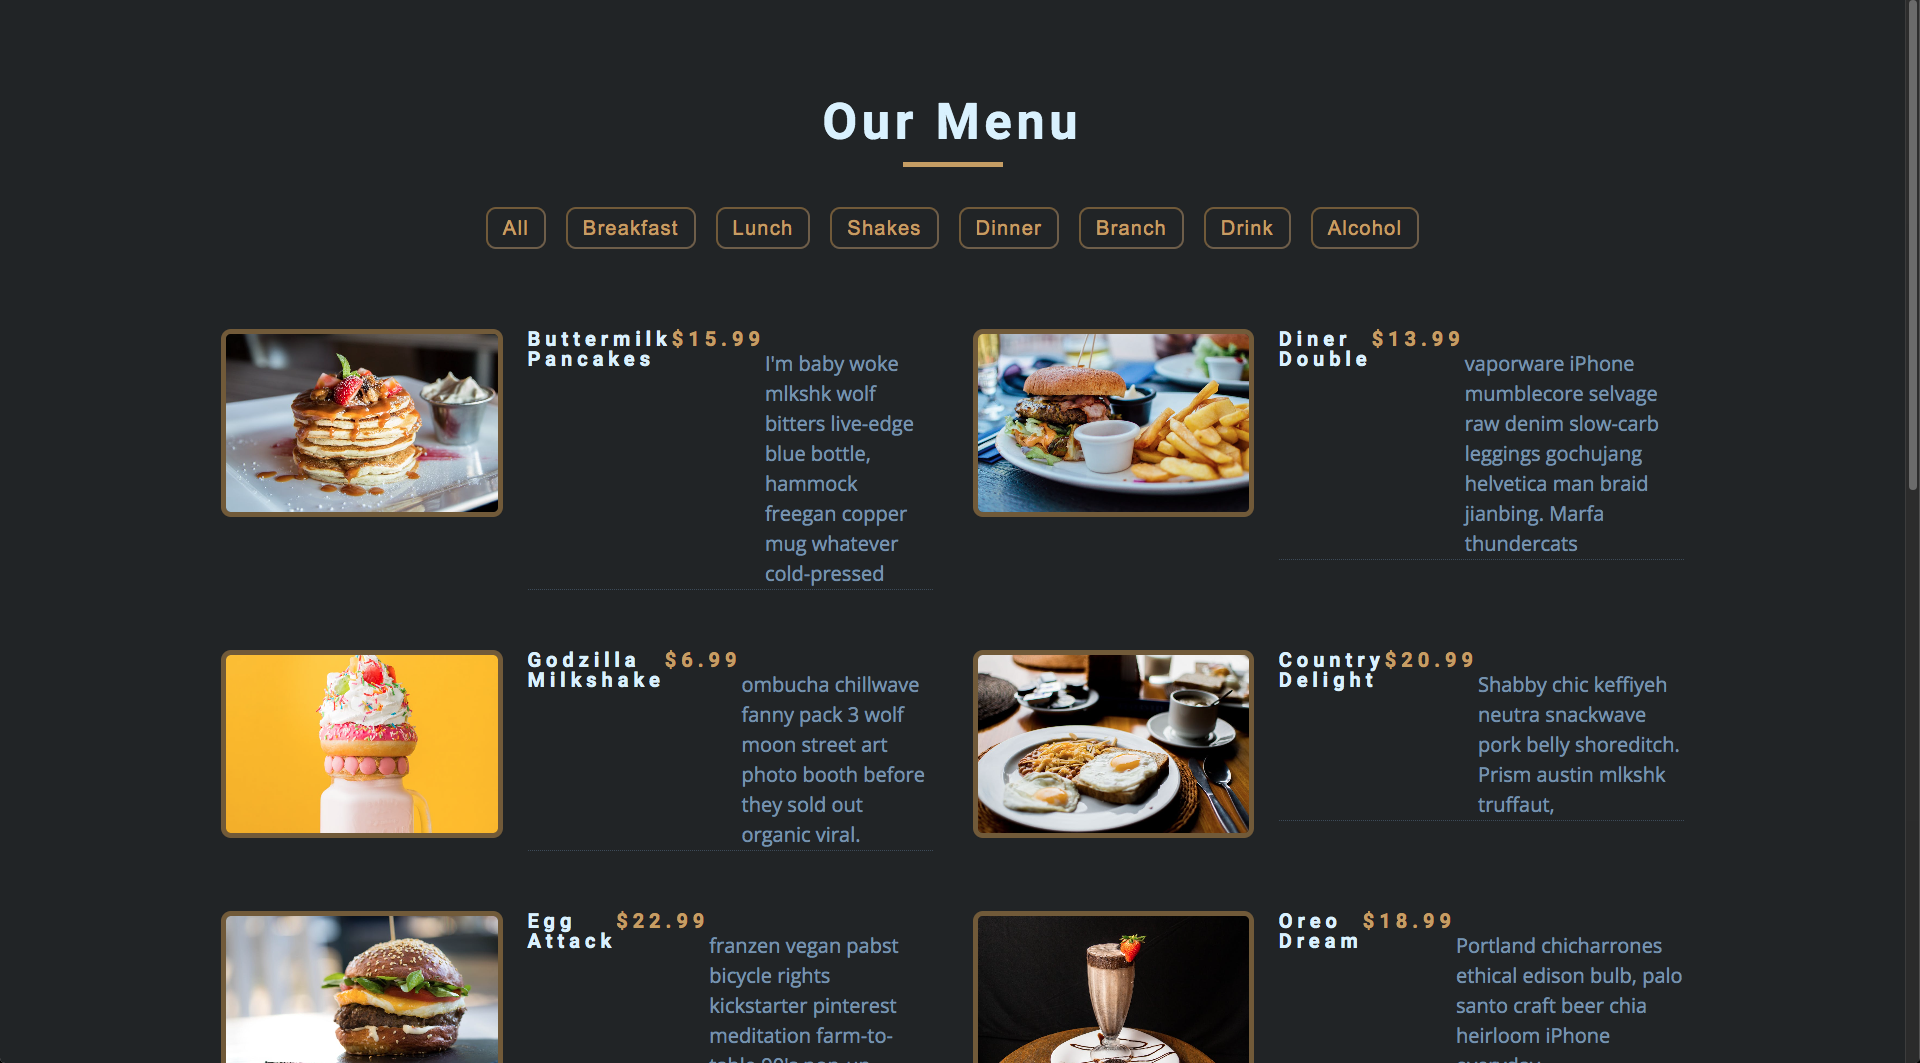 Our Menu
All
Breakfast
Lunch
Shakes
Dinner
Branch
Drink
Alcohol
Buttermilk
Pancakes
$15.99
I'm baby woke
mlkshk wolf
bitters live-edge
blue bottle,
hammock
freegan copper
mug whatever
cold-pressed
Diner
Double
$13.99
vaporware iPhone
mumblecore selvage
raw denim slow-carb
leggings gochujang
helvetica man braid
jianbing. Marfa
thundercats
Godzilla
Milkshake
$6.99
ombucha chillwave
fanny pack 3 wolf
moon street art
photo booth before
they sold out
organic viral.
Country
Delight
$20.99
Shabby chic keffiyeh
neutra snackwave
pork belly shoreditch.
Prism austin mlkshk
truffaut,
Egg
Attack
$22.99
franzen vegan pabst
bicycle rights
kickstarter pinterest
meditation farm-to-
table 90's pop-up
Oreo
Dream
$18.99
Portland chicharrones
ethical edison bulb, palo
santo craft beer chia
heirloom iPhone
everyday